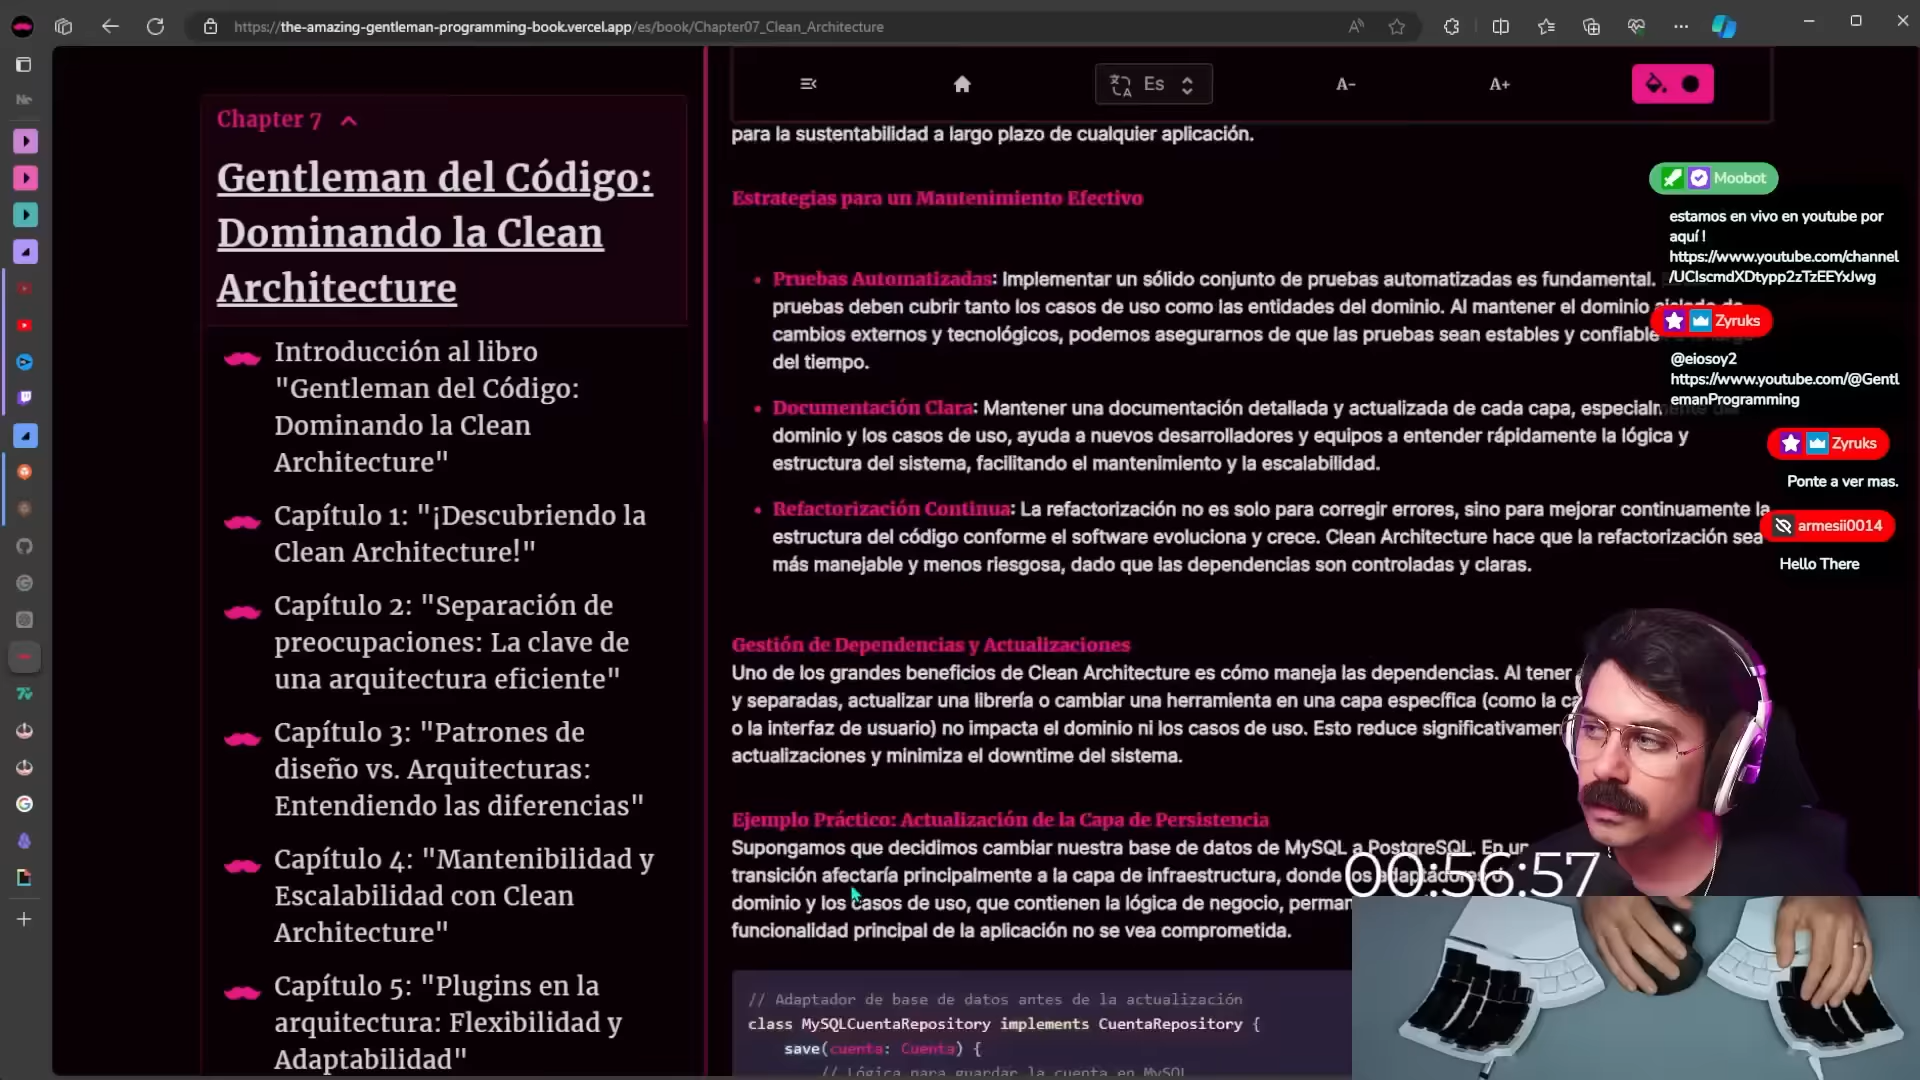 https://the-amazing-gentleman-programming-book.vercel.app/es/book/Chapter07_Clean_Architecture
Chapter 7
Gentleman del Código:
Dominando la Clean
Architecture
Introducción al libro
"Gentleman del Código:
Dominando la Clean
Architecture"
Capítulo 1: "¡Descubriendo la
Clean Architecture!"
Capítulo 2: "Separación de
preocupaciones: La clave de
una arquitectura eficiente"
Capítulo 3: "Patrones de
diseño vs. Arquitecturas:
Entendiendo las diferencias"
Capítulo 4: "Mantenibilidad y
Escalabilidad con Clean
Architecture"
Capítulo 5: "Plugins en la
arquitectura: Flexibilidad y
Adaptabilidad"
Es
A-
A+
para la sustentabilidad a largo plazo de cualquier aplicación.
Estrategias para un Mantenimiento Efectivo
Pruebas Automatizadas: Implementar un sólido conjunto de pruebas automatizadas es fundamental.
pruebas deben cubrir tanto los casos de uso como las entidades del dominio. Al mantener el dominio aislado de
cambios externos y tecnológicos, podemos asegurarnos de que las pruebas sean estables y confiable
del tiempo.
Documentación Clara: Mantener una documentación detallada y actualizada de cada capa, especialmente del
dominio y los casos de uso, ayuda a nuevos desarrolladores y equipos a entender rápidamente la lógica y
estructura del sistema, facilitando el mantenimiento y la escalabilidad.
Refactorización Continua: La refactorización no es solo para corregir errores, sino para mejorar continuamente la
estructura del código conforme el software evoluciona y crece. Clean Architecture hace que la refactorización sea
más manejable y menos riesgosa, dado que las dependencias son controladas y claras.
Gestión de Dependencias y Actualizaciones
Uno de los grandes beneficios de Clean Architecture es cómo maneja las dependencias. Al tener
y separadas, actualizar una librería o cambiar una herramienta en una capa específica (como la ca
o la interfaz de usuario) no impacta el dominio ni los casos de uso. Esto reduce significativamen
actualizaciones y minimiza el downtime del sistema.
Ejemplo Práctico: Actualización de la Capa de Persistencia
Supongamos que decidimos cambiar nuestra base de datos de MySQL a PostgreSQL. En un
transición afectaría principalmente a la capa de infraestructura, donde los adaptadores
dominio y los casos de uso, que contienen la lógica de negocio, perman
funcionalidad principal de la aplicación no se vea comprometida.
// Adaptador de base de datos antes de la actualización
class MySQLCuentaRepository implements CuentaRepository {
save(cuenta: Cuenta) {
// Lógica para guardar la cuenta en MySQL
Moobot
estamos en vivo en youtube por
aquí !
https://www.youtube.com/channel
/UCIscmdXDtypp2zTzEEYxJwg
Zyruks
@eiosoy2
https://www.youtube.com/@Gentl
emanProgramming
Zyruks
Ponte a ver mas.
armesii0014
Hello There
00:56:57